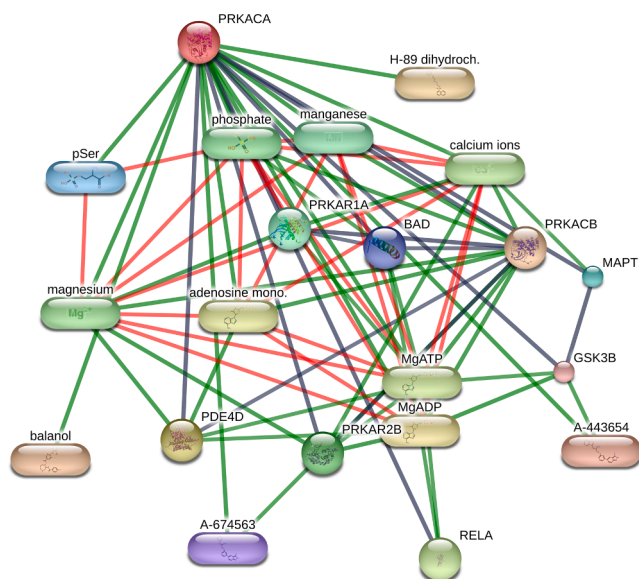 PRKACA
H-89 dihydroch.
phosphate
manganese
calcium ions
pSer
PRKAR1A
BAD
PRKACB
MAPT
magnesium
Mg++
adenosine mono.
MgATP
GSK3B
MgADP
PDE4D
PRKAR2B
balanol
A-443654
A-674563
RELA